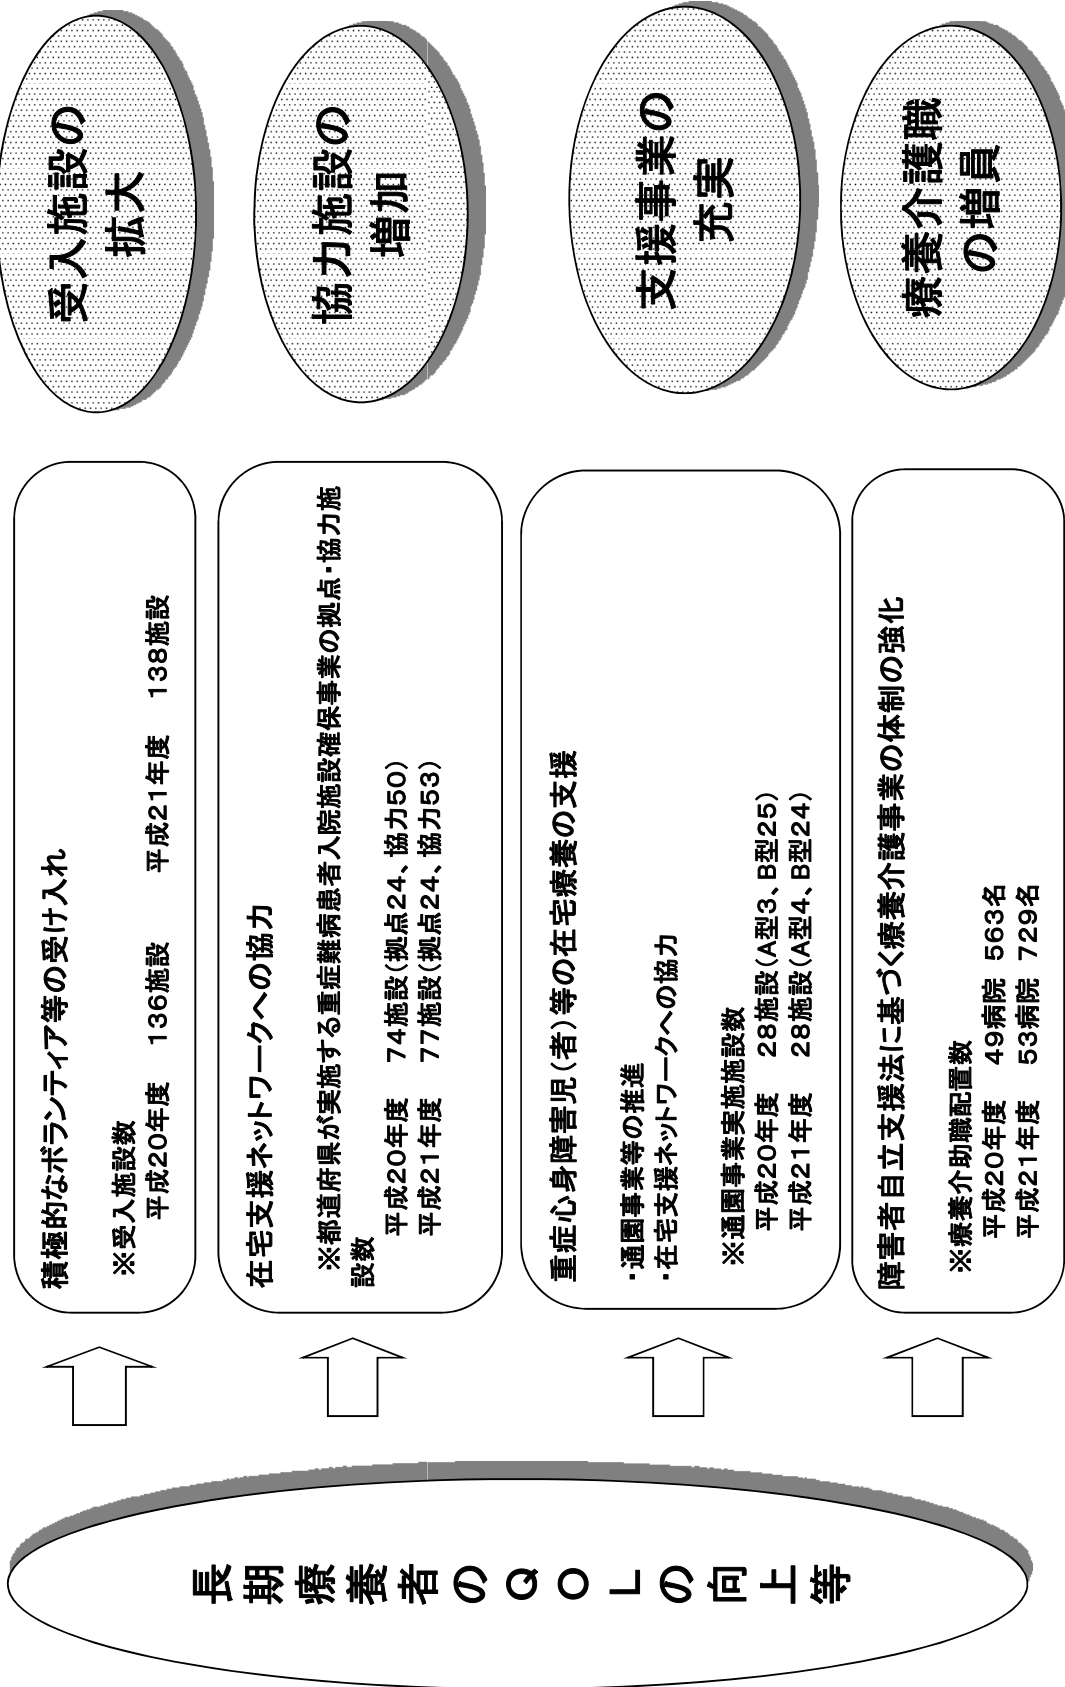 長期療養者のＱＯＬの向上等
積極的なボランティア等の受け入れ
※受入施設数
平成20年度　136施設　　平成21年度　138施設
受入施設の
拡大
在宅支援ネットワークへの協力
※都道府県が実施する重症難病患者入院施設確保事業の拠点・協力施
設数
平成20年度　74施設（拠点24、協力50）
平成21年度　77施設（拠点24、協力53）
協力施設の
増加
重症心身障害児（者）等の在宅療養の支援
・通園事業等の推進
・在宅支援ネットワークへの協力
※通園事業実施施設数
平成20年度　28施設（A型3、B型25）
平成21年度　28施設（A型4、B型24）
支援事業の
充実
障害者自立支援法に基づく療養介護事業の体制の強化
※療養介助職配置数
平成20年度　49病院 563名
平成21年度　53病院 729名
療養介護職
の増員